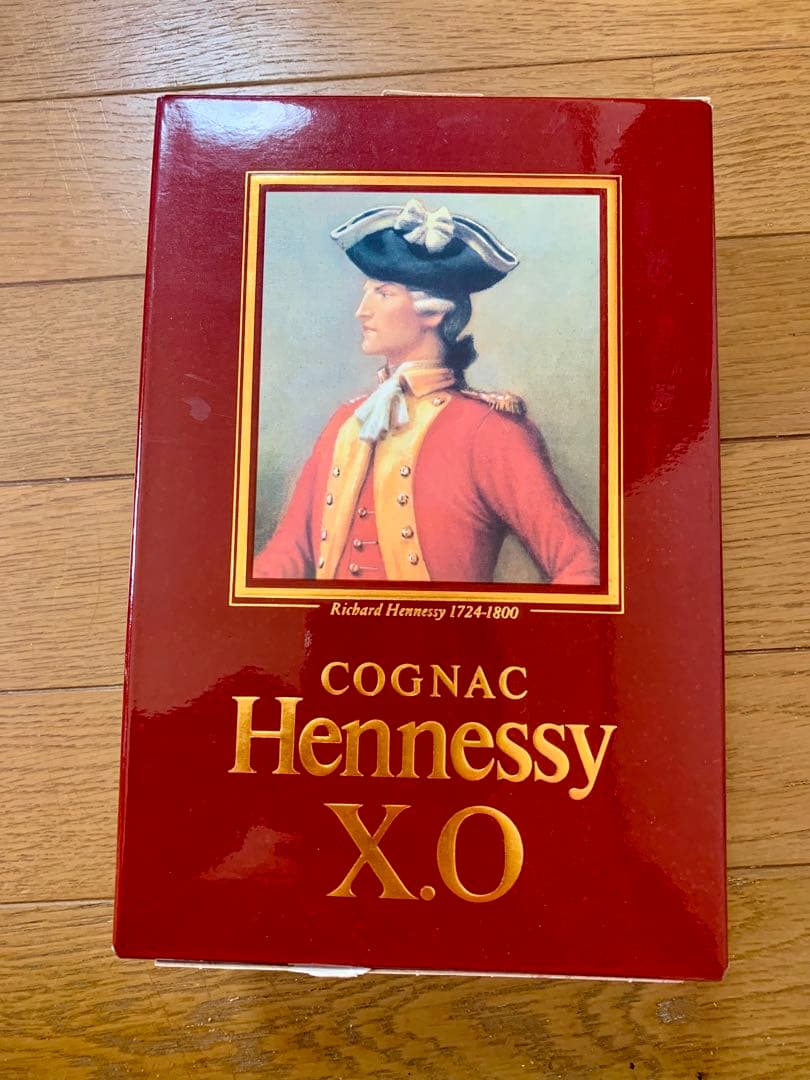 Richard Hennessy 1724-1800
COGNAC
Hennessy
X.O